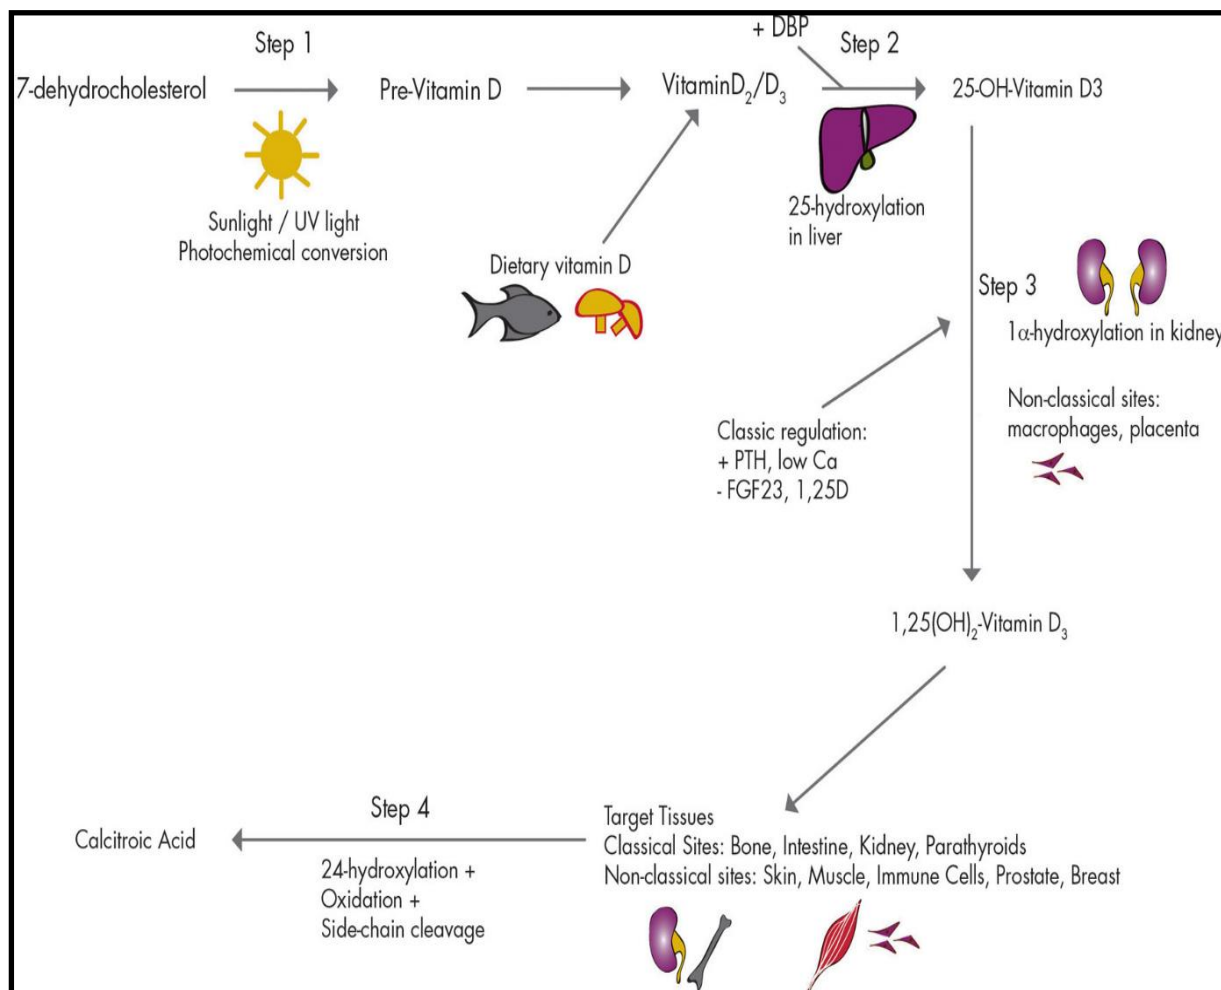 Step 1
7-dehydrocholesterol
Pre-Vitamin D
Sunlight / UV light
Photochemical conversion
VitaminD₂/D₃
Dietary vitamin D
+ DBP
Step 2
25-OH-Vitamin D3
25-hydroxylation
in liver
Step 3
1α-hydroxylation in kidney
Non-classical sites:
macrophages, placenta
Classic regulation:
+ PTH, low Ca
- FGF23, 1,25D
1,25(OH)₂-Vitamin D₃
Target Tissues
Classical Sites: Bone, Intestine, Kidney, Parathyroids
Non-classical sites: Skin, Muscle, Immune Cells, Prostate, Breast
Step 4
24-hydroxylation +
Oxidation +
Side-chain cleavage
Calcitroic Acid